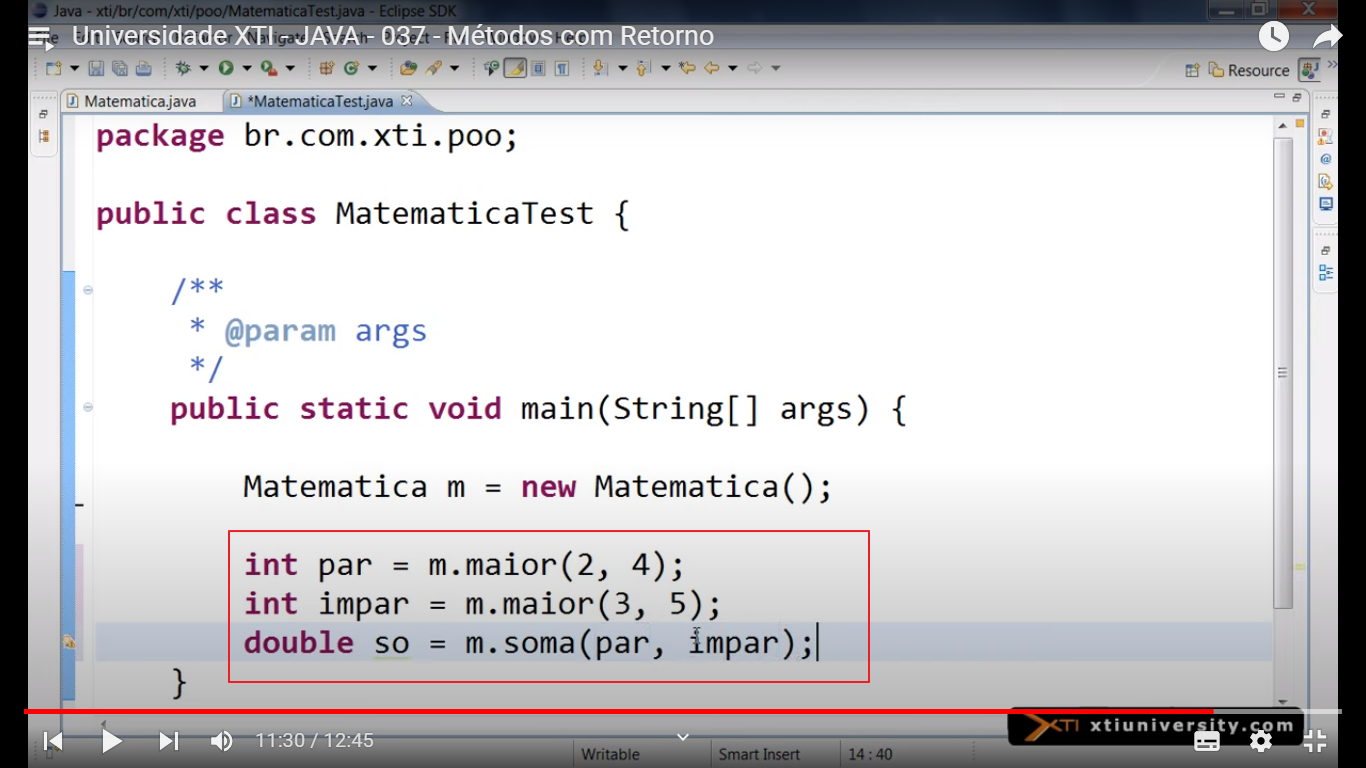 Java - xti/br/com/xti/poo/MatematicaTest.java - Eclipse SDK
Universidade XTI - JAVA - 037 - Métodos com Retorno
Resource
Matematica.java
*MatematicaTest.java
package br.com.xti.poo;
public class MatematicaTest {
/**
* @param args
*/
public static void main(String[] args) {
Matematica m = new Matematica();
int par = m.maior(2, 4);
int impar = m.maior(3, 5);
double so = m.soma(par, impar);
}
XTI xtiuniversity.com
11:30 / 12:45
Writable
Smart Insert
14 : 40